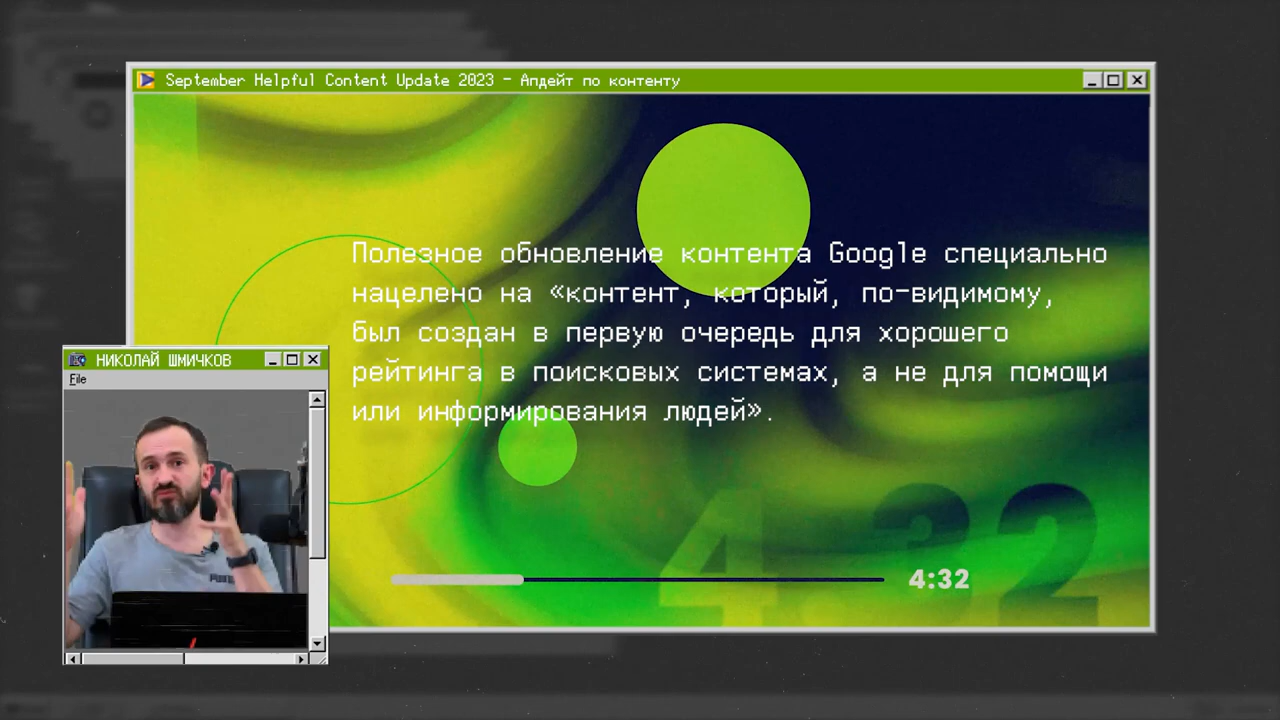 September Helpful Content Update 2023 – Апдейт по контенту
Полезное обновление контента Google специально
нацелено на «контент, который, по-видимому,
был создан в первую очередь для хорошего
рейтинга в поисковых системах, а не для помощи
или информирования людей».
НИКОЛАЙ ШМИЧКОВ
File
4 32
4:32